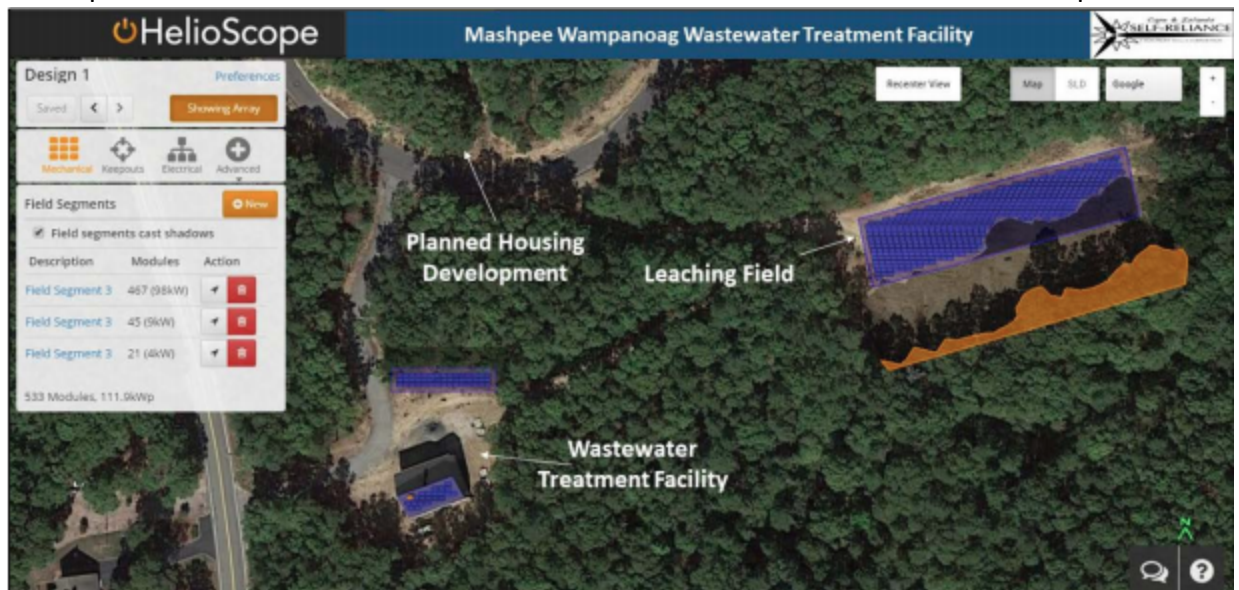 HelioScope
Mashpee Wampanoag Wastewater Treatment Facility
Cape & Islands
SELF-RELIANCE
Design 1
Preferences
Saved < >
Showing Array
Recenter View
Map SLD Google
+
-
Mechanical Keepouts Electrical Advanced
Field Segments
New
Field segments cast shadows
Description Modules Action
Field Segment 3 467 (98kW)
Field Segment 3 45 (9kW)
Field Segment 3 21 (4kW)
533 Modules, 111.9kWp
Planned Housing
Development
Leaching Field
Wastewater
Treatment Facility
N
?